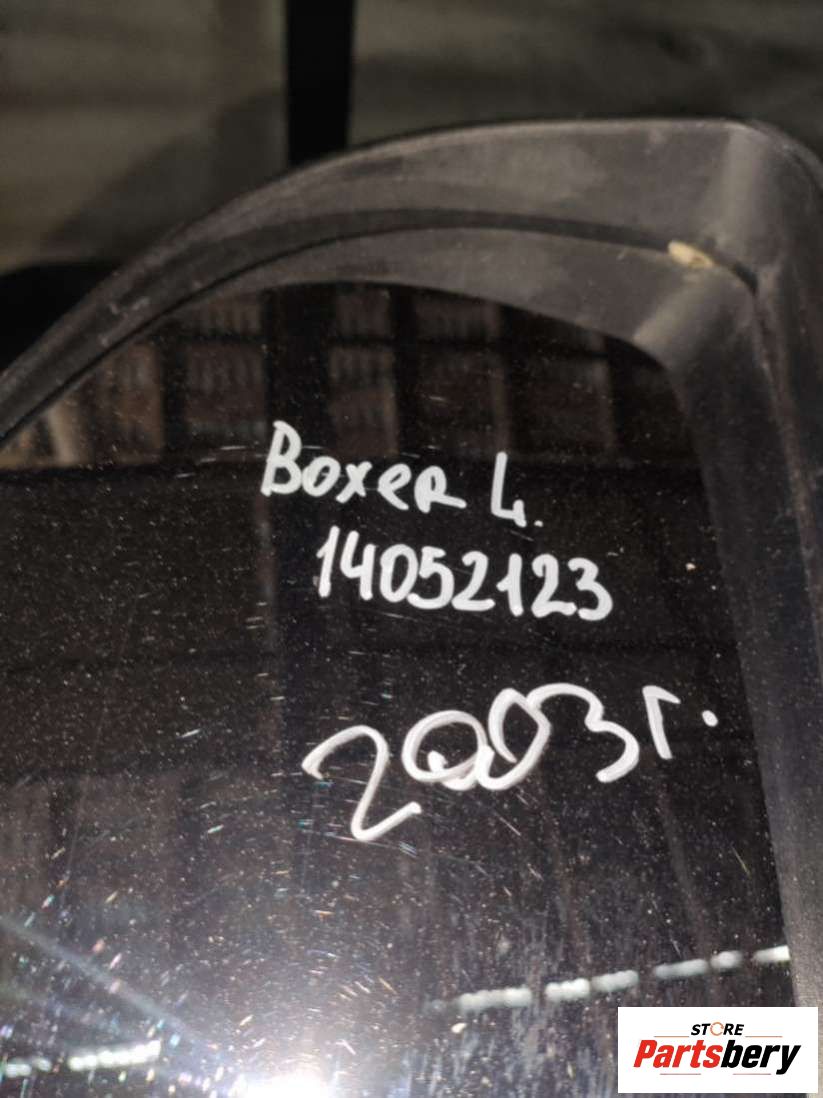 Boxer L.
14052123
2003г.
STORE
Partsbery